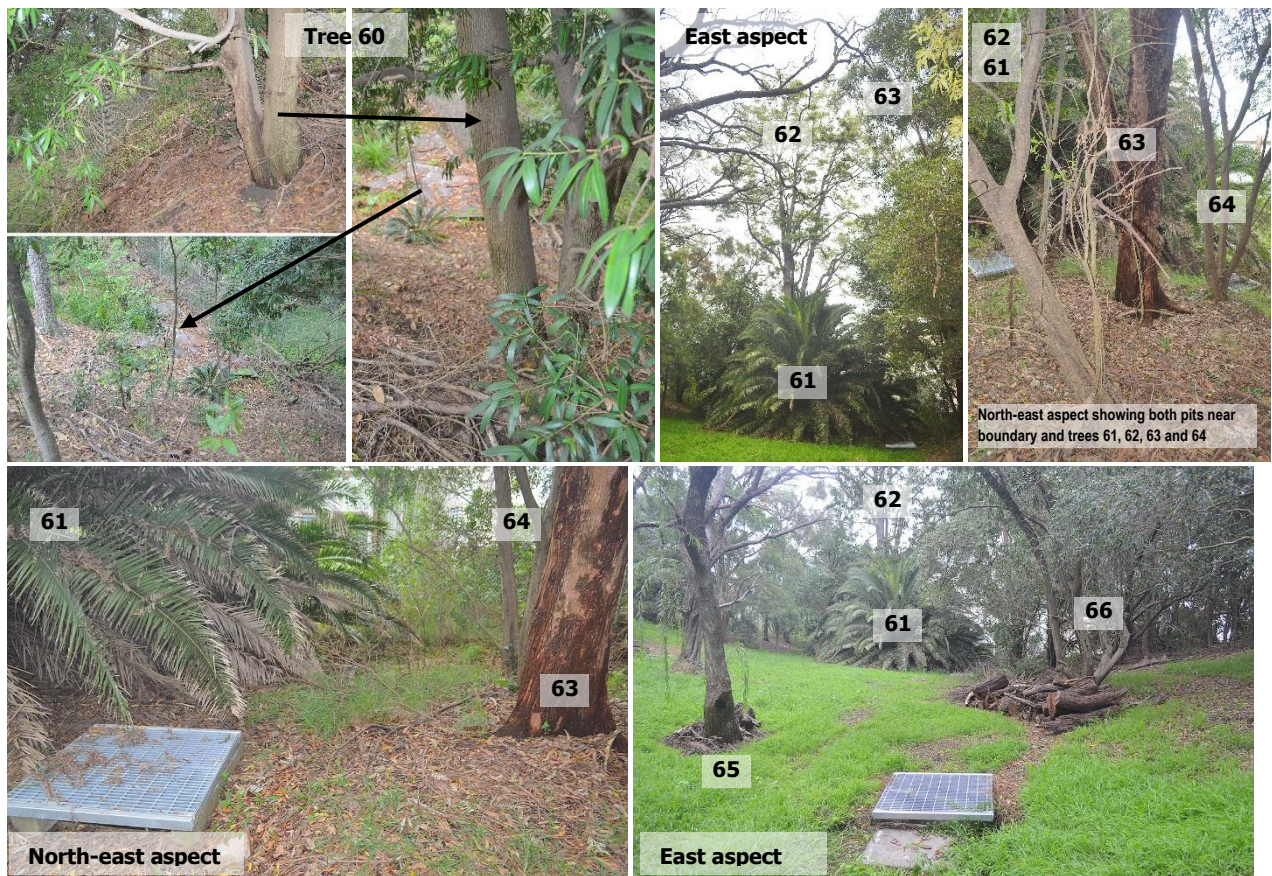 Tree 60
East aspect
62
63
61
62
61
63
64
North-east aspect showing both pits near
boundary and trees 61, 62, 63 and 64
61
64
63
North-east aspect
62
61
66
65
East aspect